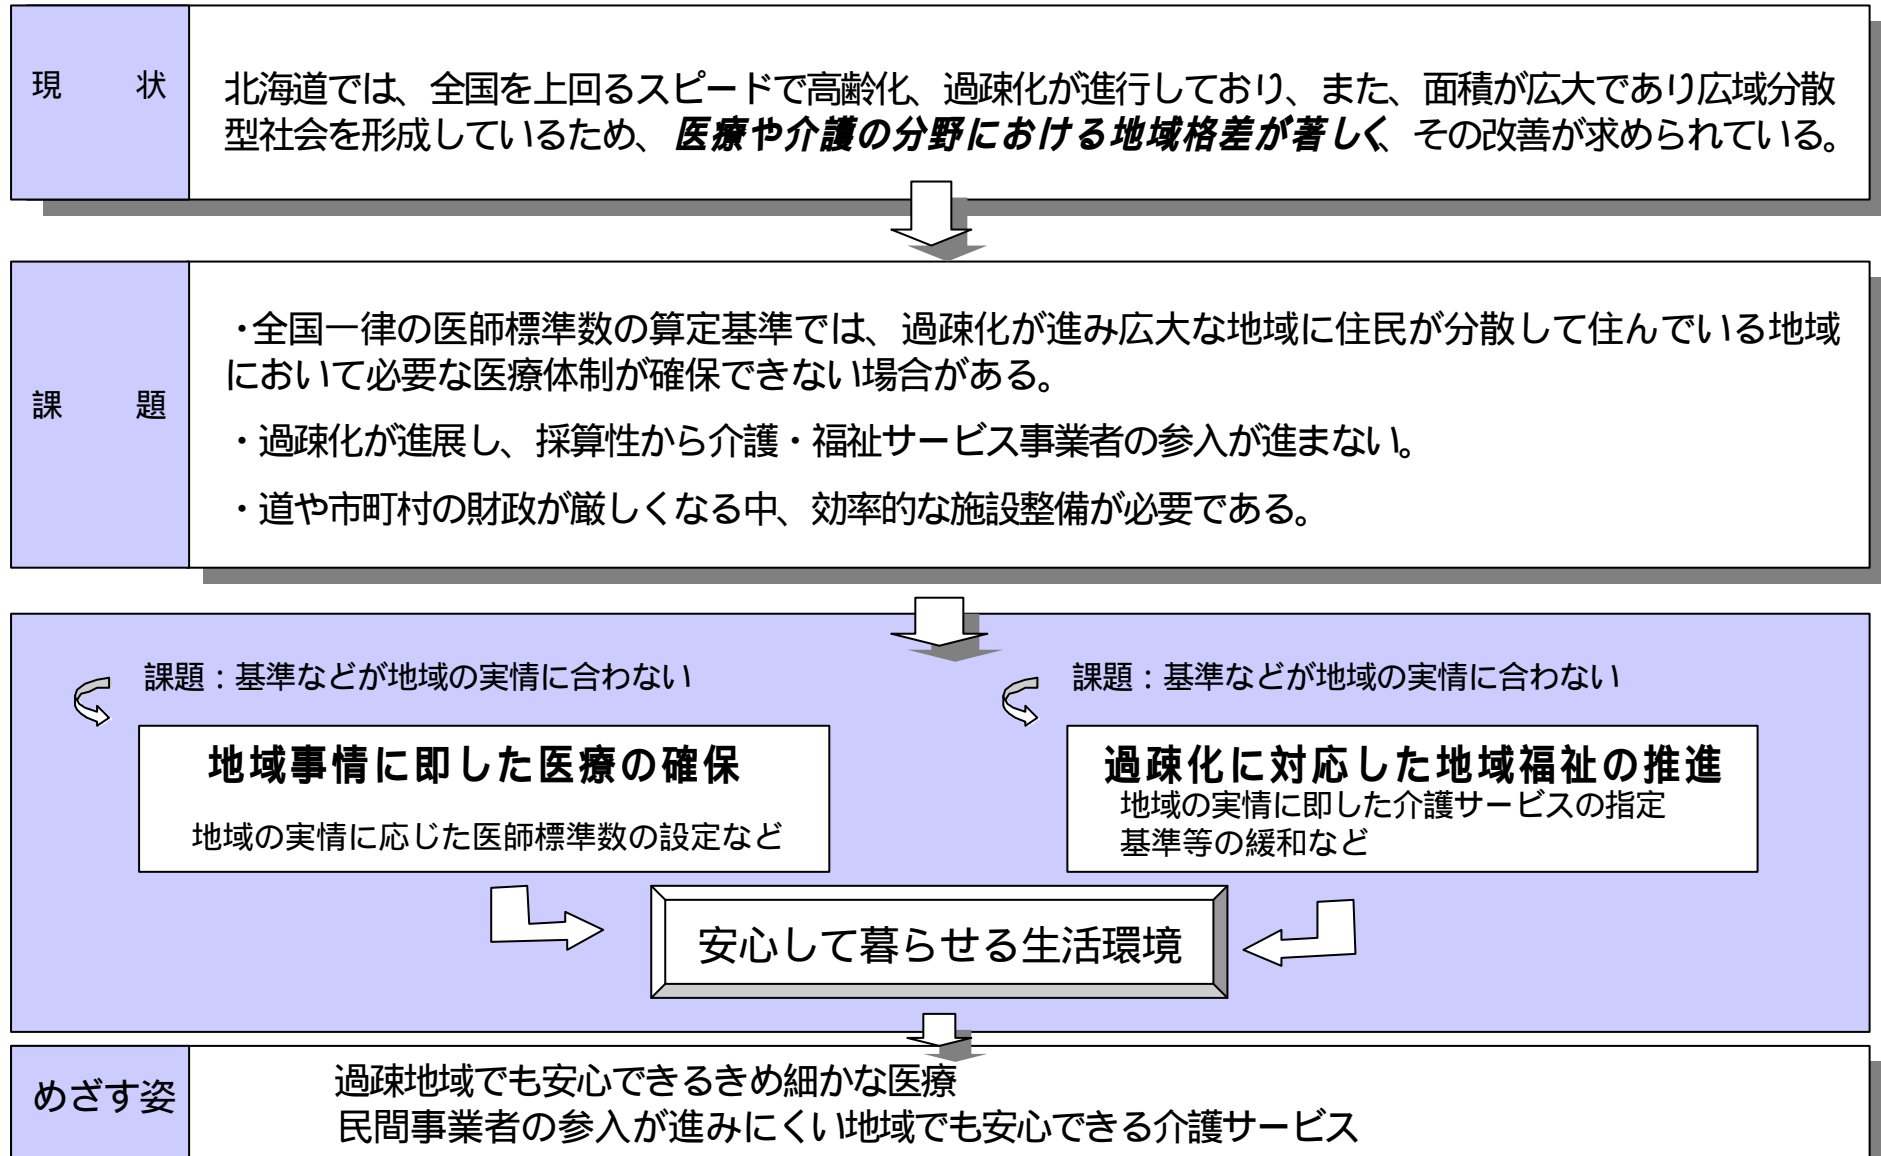 現　　状
北海道では、全国を上回るスピードで高齢化、過疎化が進行しており、また、面積が広大であり広域分散
型社会を形成しているため、医療や介護の分野における地域格差が著しく、その改善が求められている。
課　　題
・全国一律の医師標準数の算定基準では、過疎化が進み広大な地域に住民が分散して住んでいる地域
において必要な医療体制が確保できない場合がある。
・過疎化が進展し、採算性から介護・福祉サービス事業者の参入が進まない。
・道や市町村の財政が厳しくなる中、効率的な施設整備が必要である。
課題：基準などが地域の実情に合わない
地域事情に即した医療の確保
地域の実情に応じた医師標準数の設定など
課題：基準などが地域の実情に合わない
過疎化に対応した地域福祉の推進
地域の実情に即した介護サービスの指定
基準等の緩和など
安心して暮らせる生活環境
めざす姿
過疎地域でも安心できるきめ細かな医療
民間事業者の参入が進みにくい地域でも安心できる介護サービス